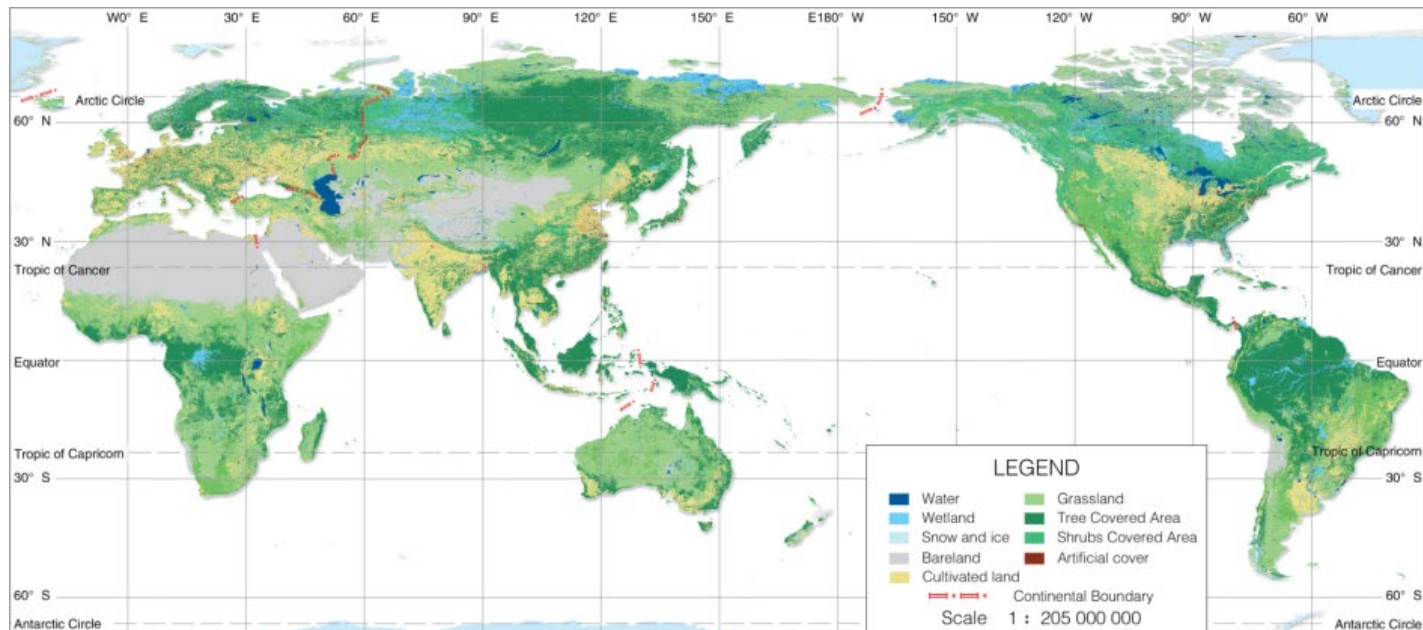 W0° E 30° E 60° E 90° E 120° E 150° E E180° W 150° W 120° W 90° W 60° W
Arctic Circle Arctic Circle
60° N 60° N
30° N 30° N
Tropic of Cancer Tropic of Cancer
Equator Equator
Tropic of Capricorn Tropic of Capricorn
30° S 30° S
LEGEND
Water Grassland
Wetland Tree Covered Area
Snow and ice Shrubs Covered Area
Bareland Artificial cover
Cultivated land
Continental Boundary
60° S 60° S
Scale 1 : 205 000 000
Antarctic Circle Antarctic Circle